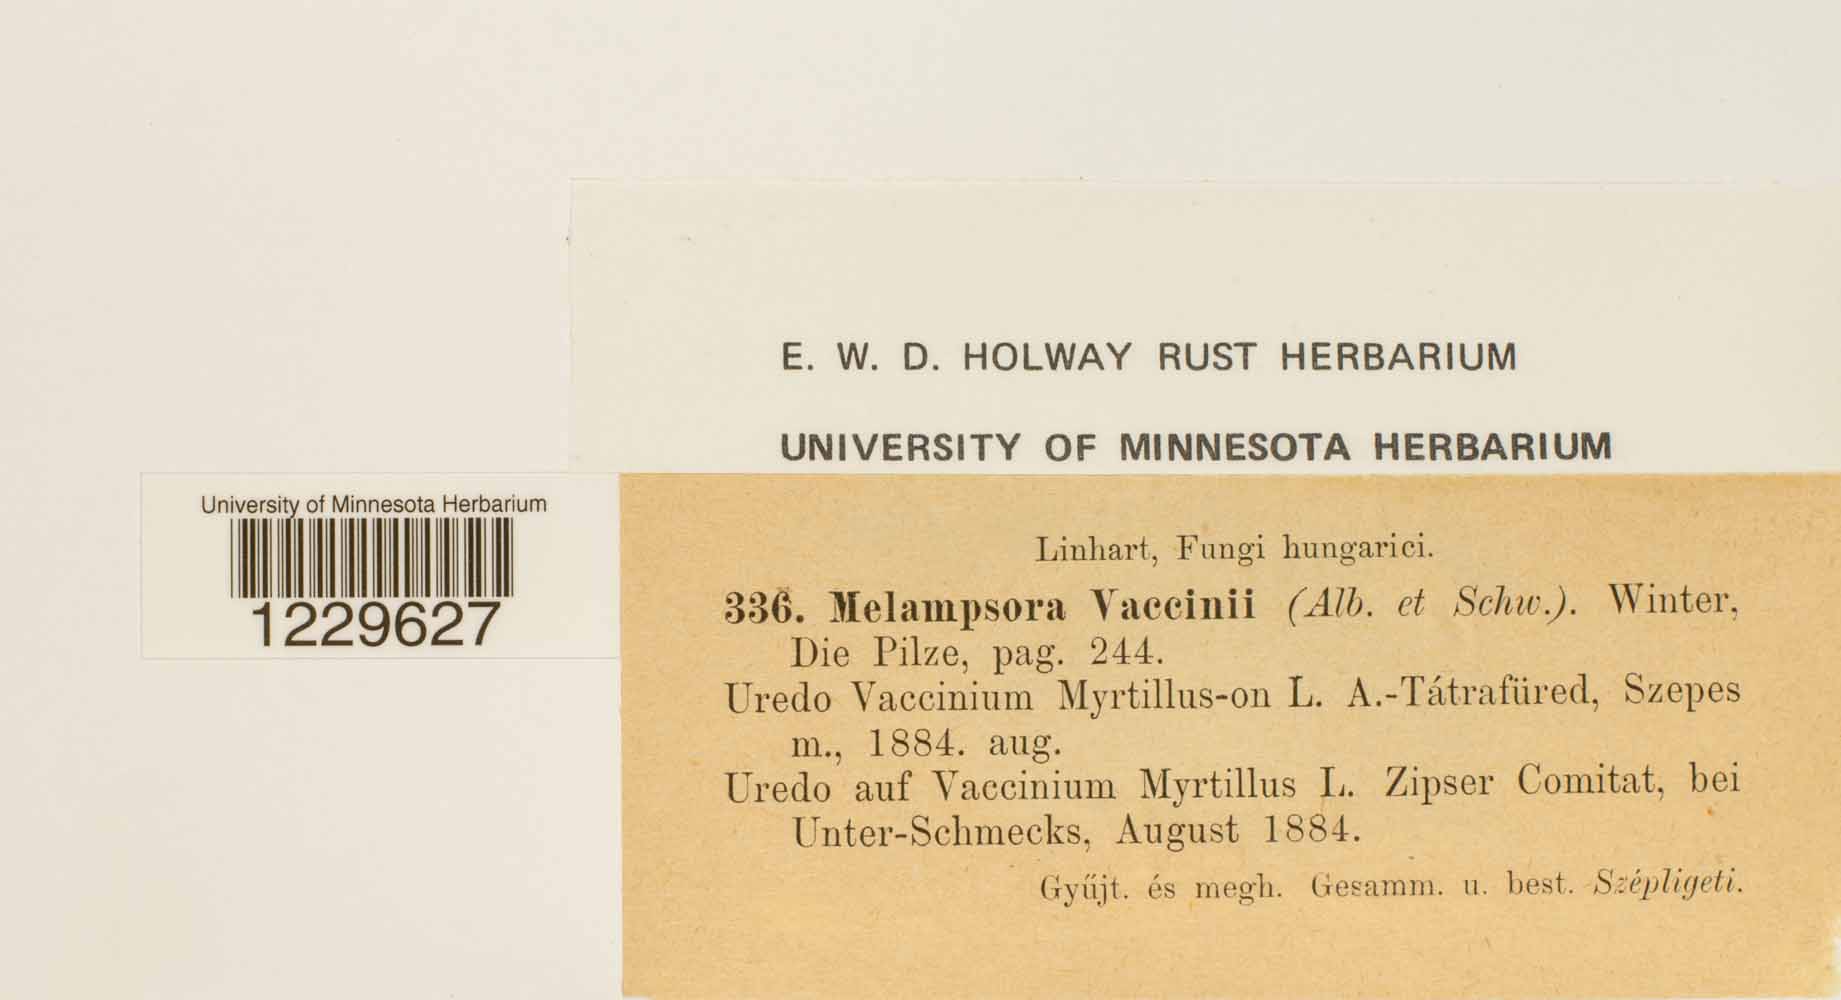 E. W. D. HOLWAY RUST HERBARIUM
UNIVERSITY OF MINNESOTA HERBARIUM
University of Minnesota Herbarium
1229627
Linhart, Fungi hungarici.
336. Melampsora Vaccinii (Alb. et Schw.). Winter,
Die Pilze, pag. 244.
Uredo Vaccinium Myrtillus-on L. A.-Tátrafüred, Szepes
m., 1884. aug.
Uredo auf Vaccinium Myrtillus L. Zipser Comitat, bei
Unter-Schmecks, August 1884.
Gyűjt. és megh. Gesamm. u. best. Szépligeti.